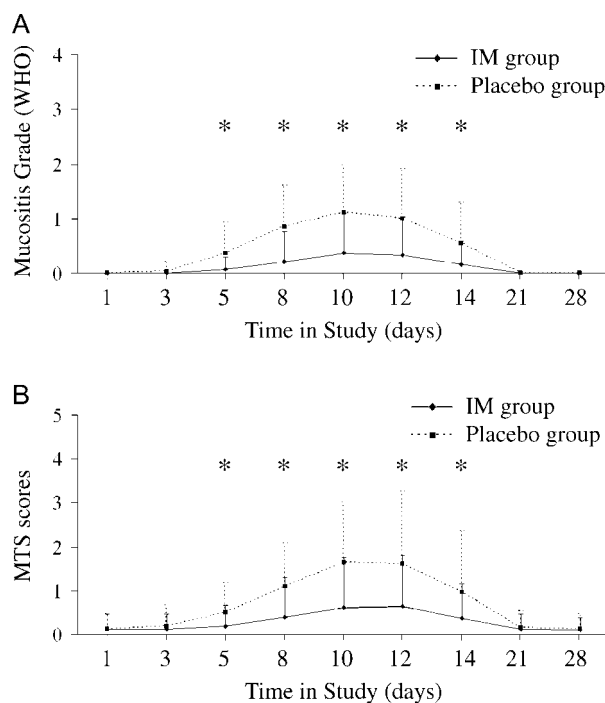 A
Mucositis Grade (WHO)
4
3
2
1
0
IM group
Placebo group
* * * * *
1 3 5 8 10 12 14 21 28
Time in Study (days)
B
MTS scores
5
4
3
2
1
0
IM group
Placebo group
* * * * *
1 3 5 8 10 12 14 21 28
Time in Study (days)